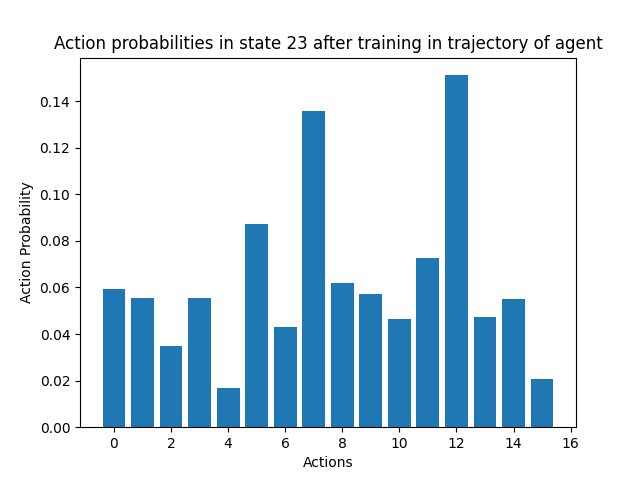 Action probabilities in state 23 after training in trajectory of agent
0.14
0.12
0.10
0.08
0.06
0.04
0.02
0.00
Action Probability
0 2 4 6 8 10 12 14 16
Actions